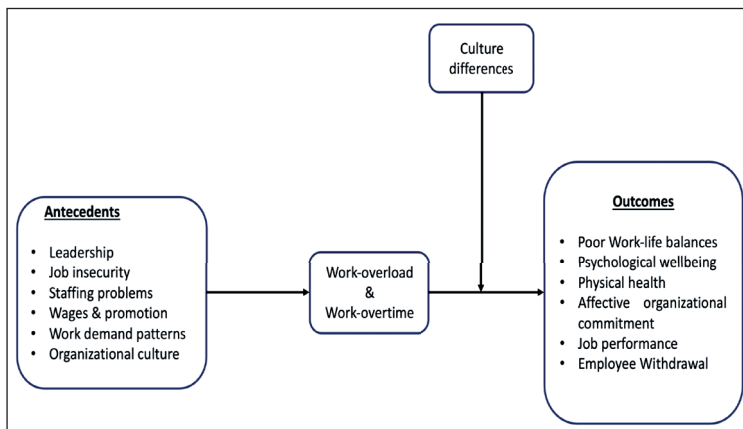 Culture
differences
Antecedents
• Leadership
• Job insecurity
• Staffing problems
• Wages & promotion
• Work demand patterns
• Organizational culture
Work-overload
&
Work-overtime
Outcomes
• Poor Work-life balances
• Psychological wellbeing
• Physical health
• Affective organizational
commitment
• Job performance
• Employee Withdrawal